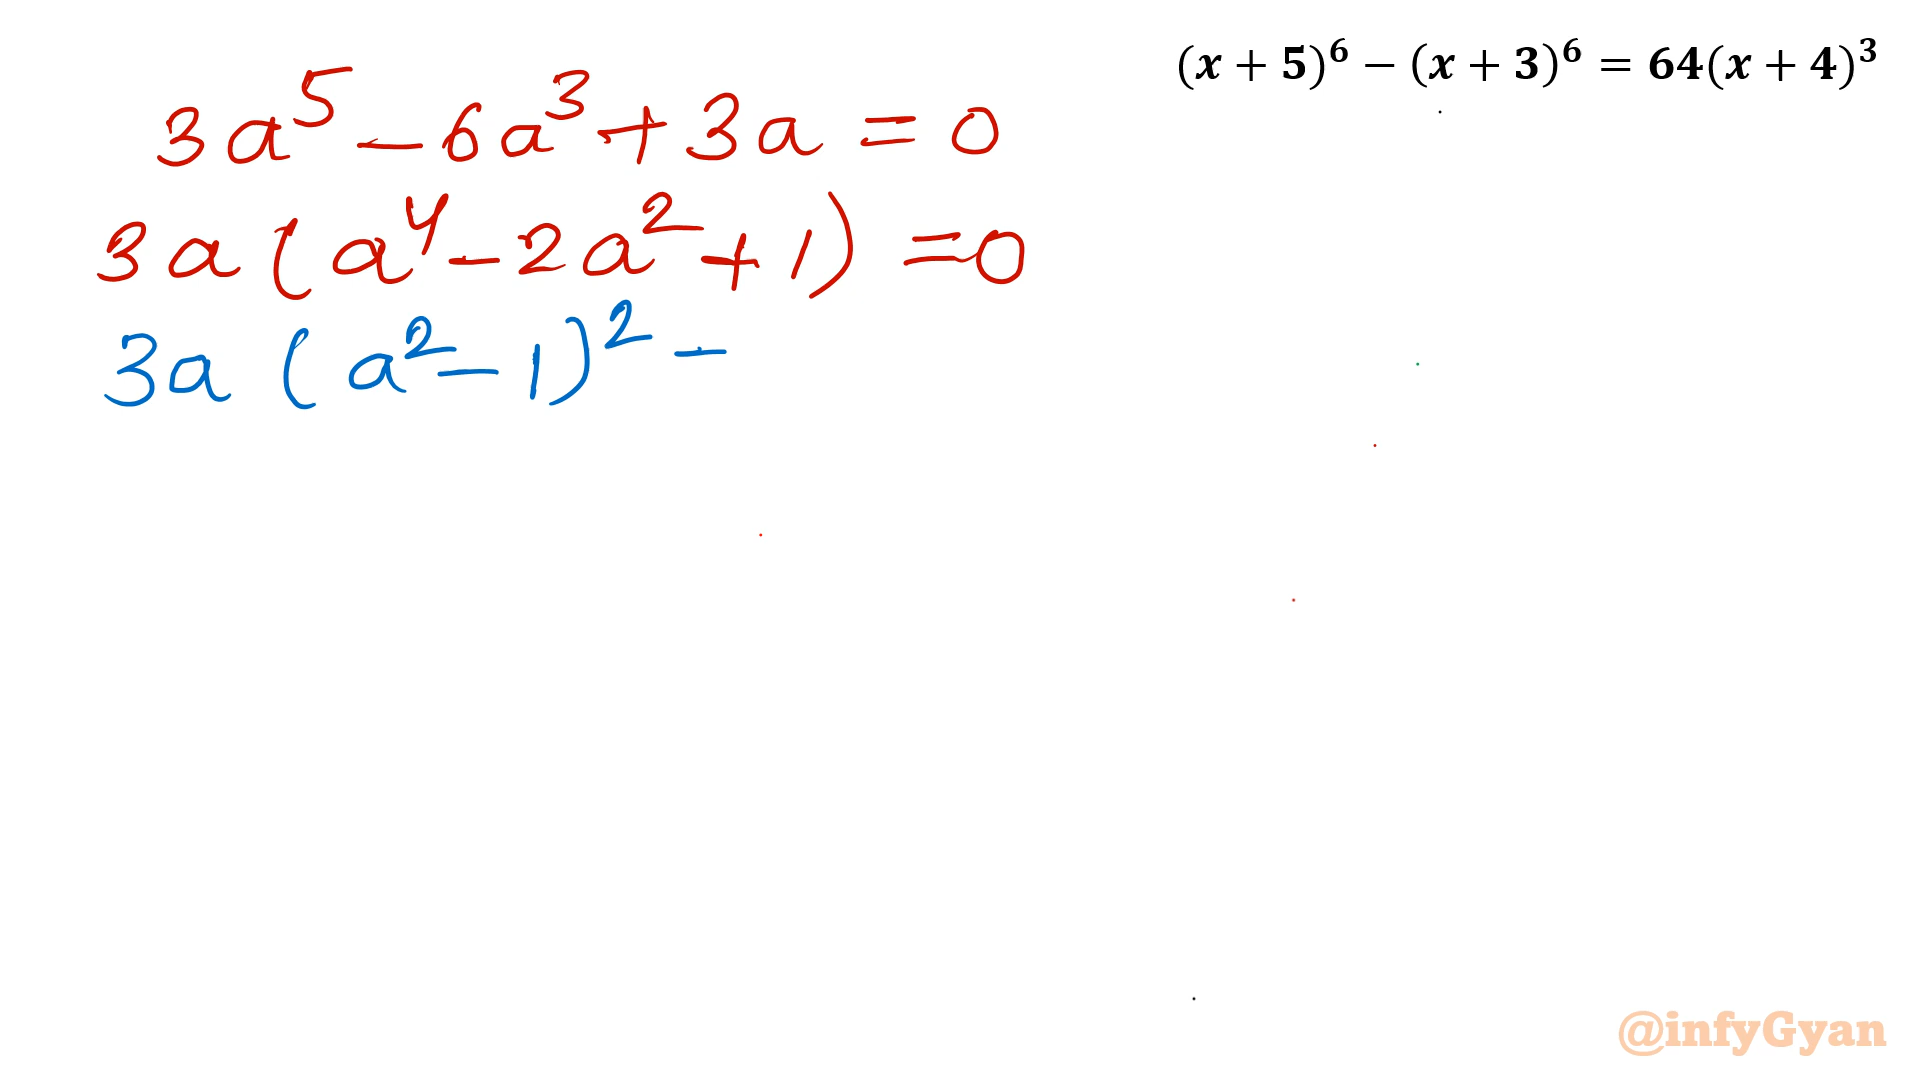 (x + 5)⁶ − (x + 3)⁶ = 64(x + 4)³
3a⁵ − 6a³ + 3a = 0
3a(a⁴ − 2a² + 1) = 0
3a(a² − 1)² −
@infyGyan